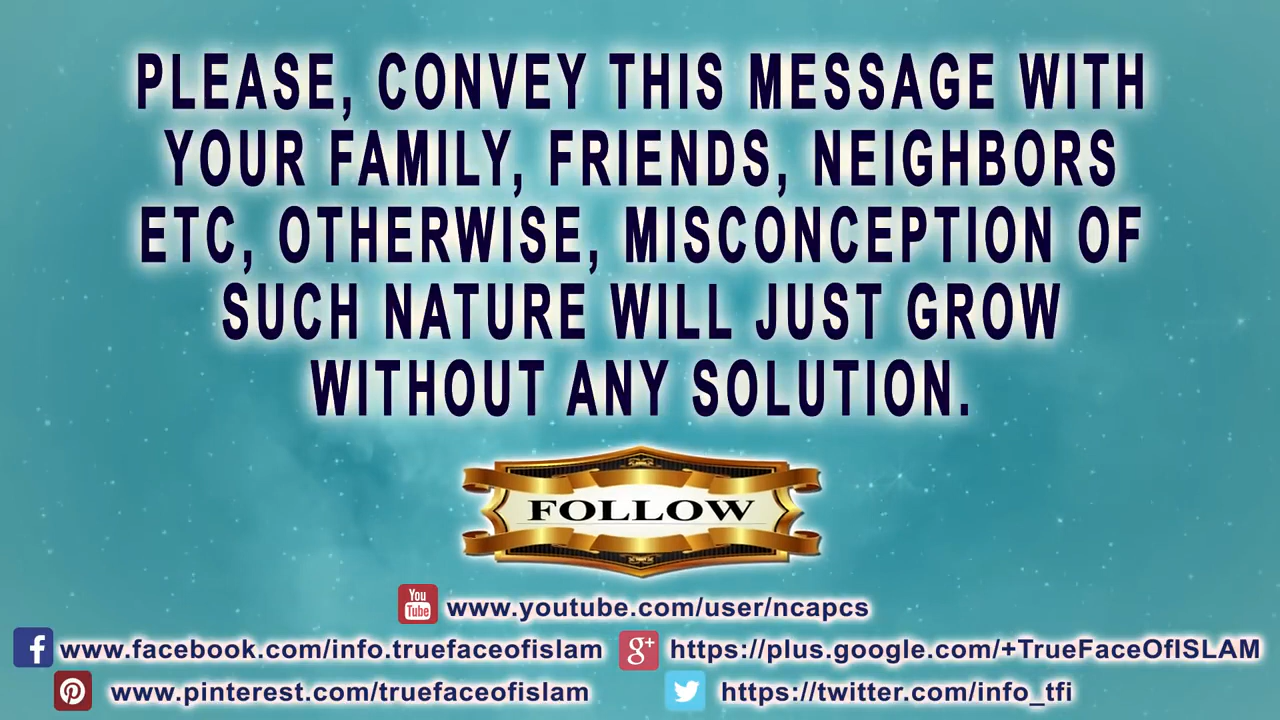 PLEASE, CONVEY THIS MESSAGE WITH
YOUR FAMILY, FRIENDS, NEIGHBORS
ETC, OTHERWISE, MISCONCEPTION OF
SUCH NATURE WILL JUST GROW
WITHOUT ANY SOLUTION.
FOLLOW
You Tube www.youtube.com/user/ncapcs
f www.facebook.com/info.truefaceofislam g+ https://plus.google.com/+TrueFaceOfISLAM
www.pinterest.com/truefaceofislam https://twitter.com/info_tfi